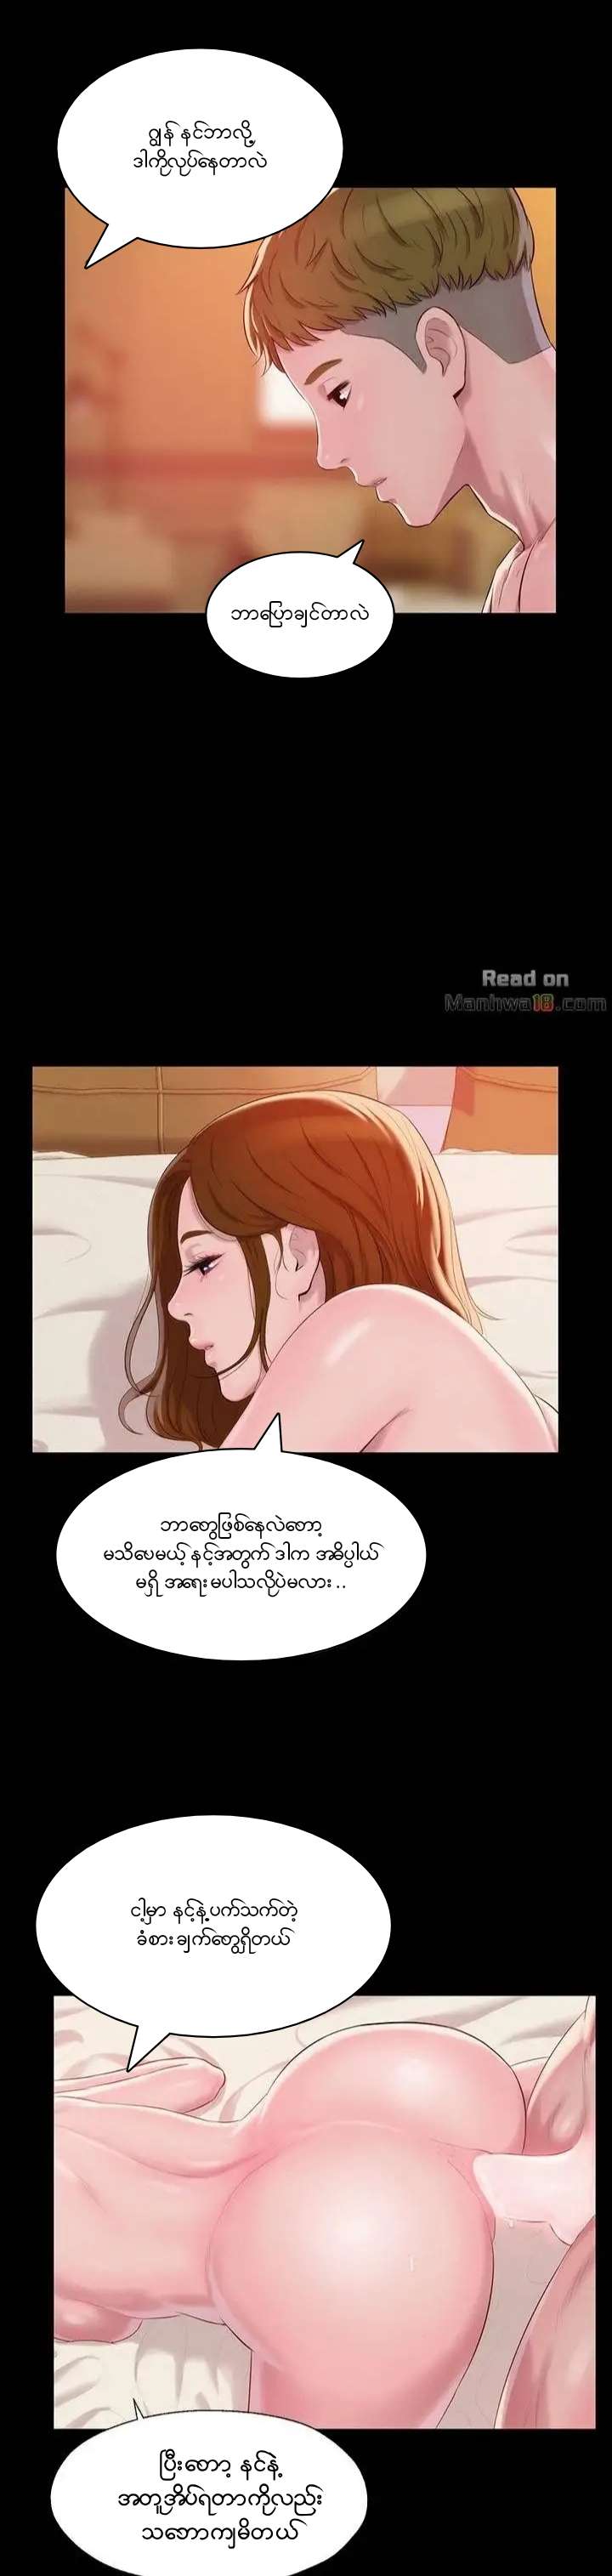 ဂျွန် နင်ဘာလို့
ဒါကိုလုပ်နေတာလဲ
ဘာပြောချင်တာလဲ
Read on
Manhwa18.com
ဘာတွေဖြစ်နေလဲတော့
မသိပေမယ့် နင့်အတွက် ဒါက အဓိပ္ပါယ်
မရှိ အရေးမပါသလိုပဲမလား..
ငါ့မှာ နင့်နဲ့ပက်သက်တဲ့
ခံစားချက်တွေရှိတယ်
ပြီးတော့ နင်နဲ့
အတူအိပ်ရတာကိုလည်း
သဘောကျမိတယ်